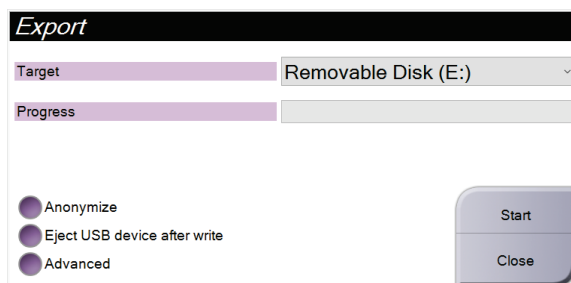 Export
Target
Removable Disk (E:)
Progress
Anonymize
Eject USB device after write
Advanced
Start
Close